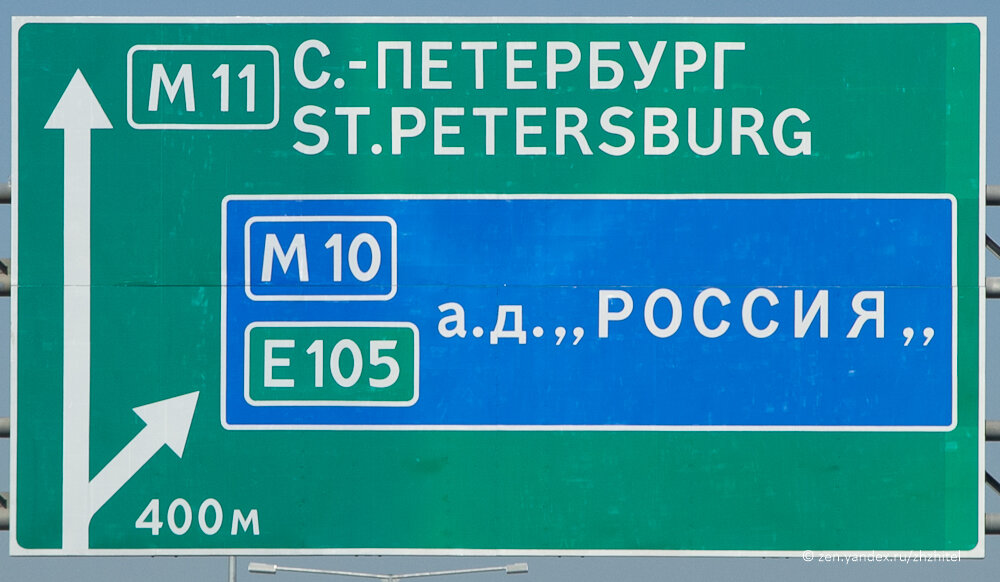 М 11
С.-ПЕТЕРБУРГ
ST.PETERSBURG
М 10
Е 105
а.д.,,РОССИЯ,,
400м
© zen.yandex.ru/zhzhitel